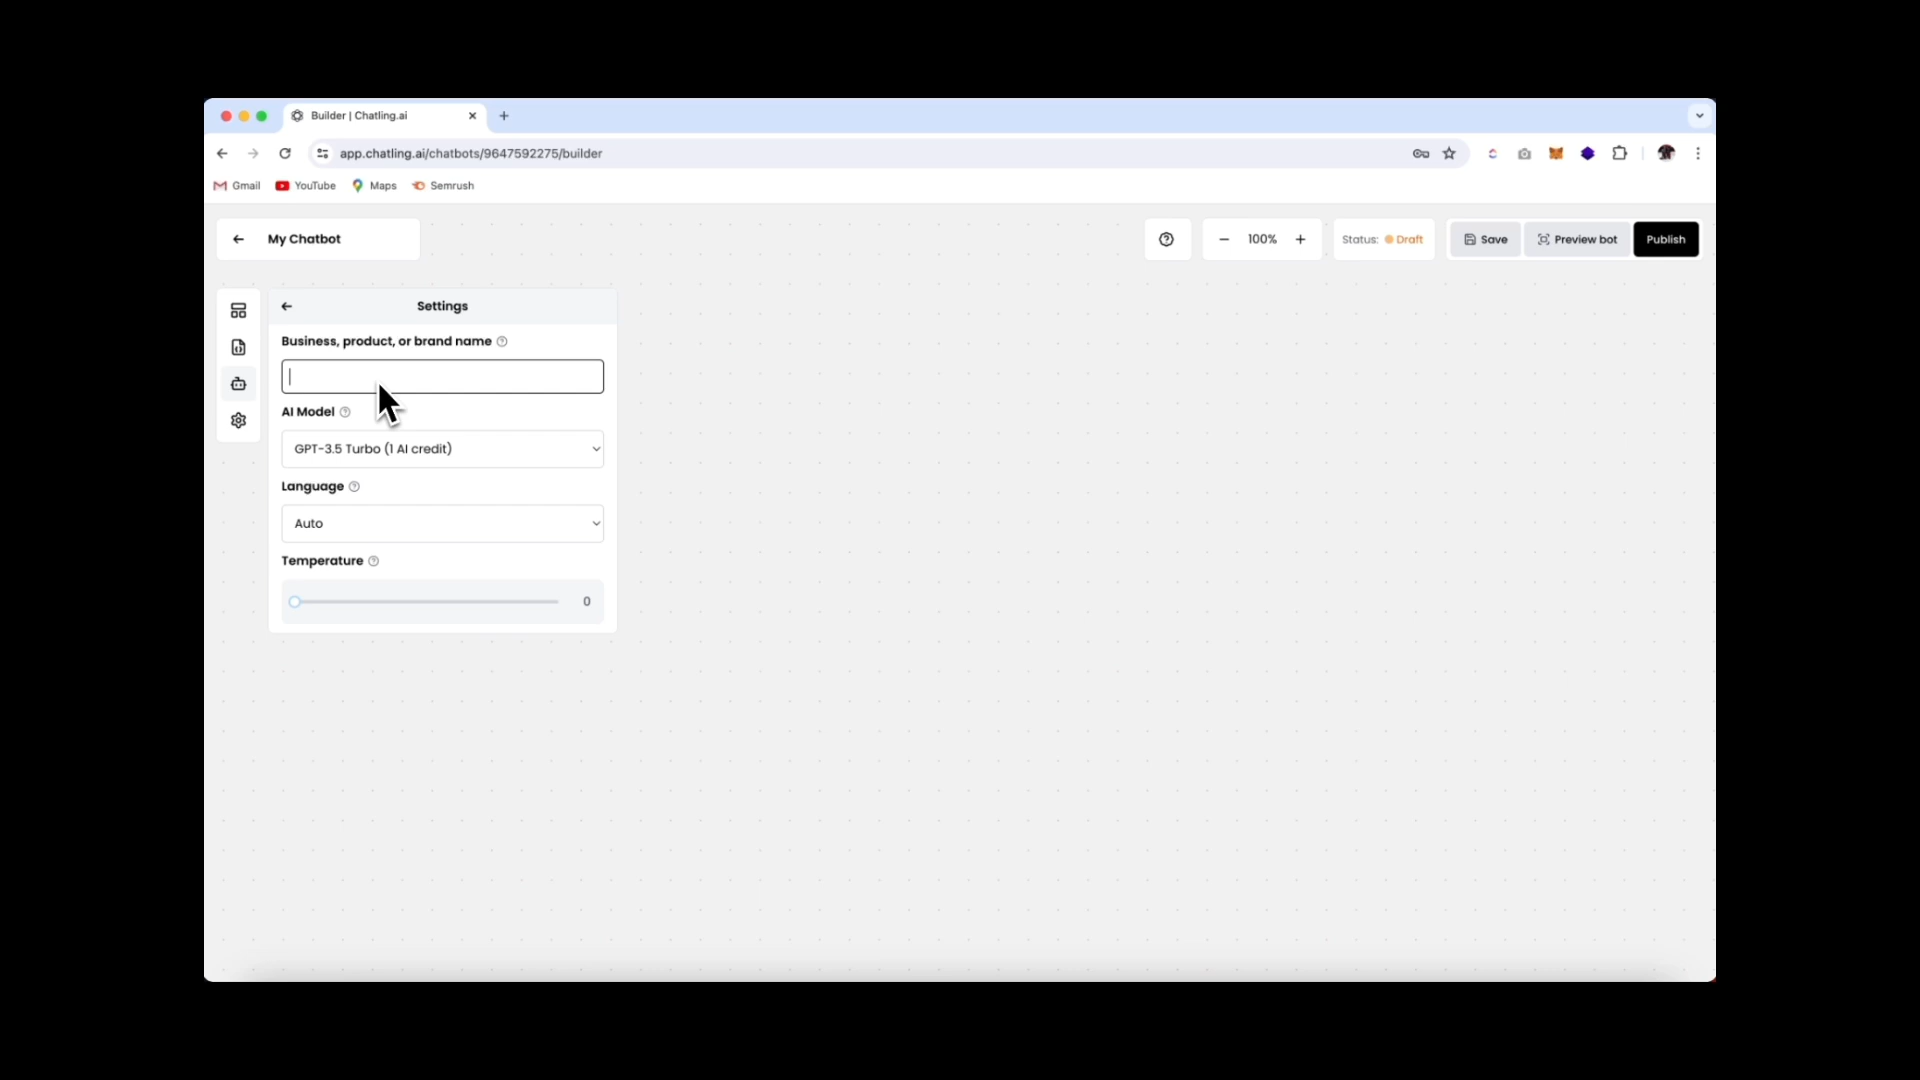 Builder | Chatling.ai
app.chatling.ai/chatbots/9647592275/builder
Gmail YouTube Maps Semrush
My Chatbot
100%
Status: Draft
Save
Preview bot
Publish
Settings
Business, product, or brand name
AI Model
GPT-3.5 Turbo (1 AI credit)
Language
Auto
Temperature
0